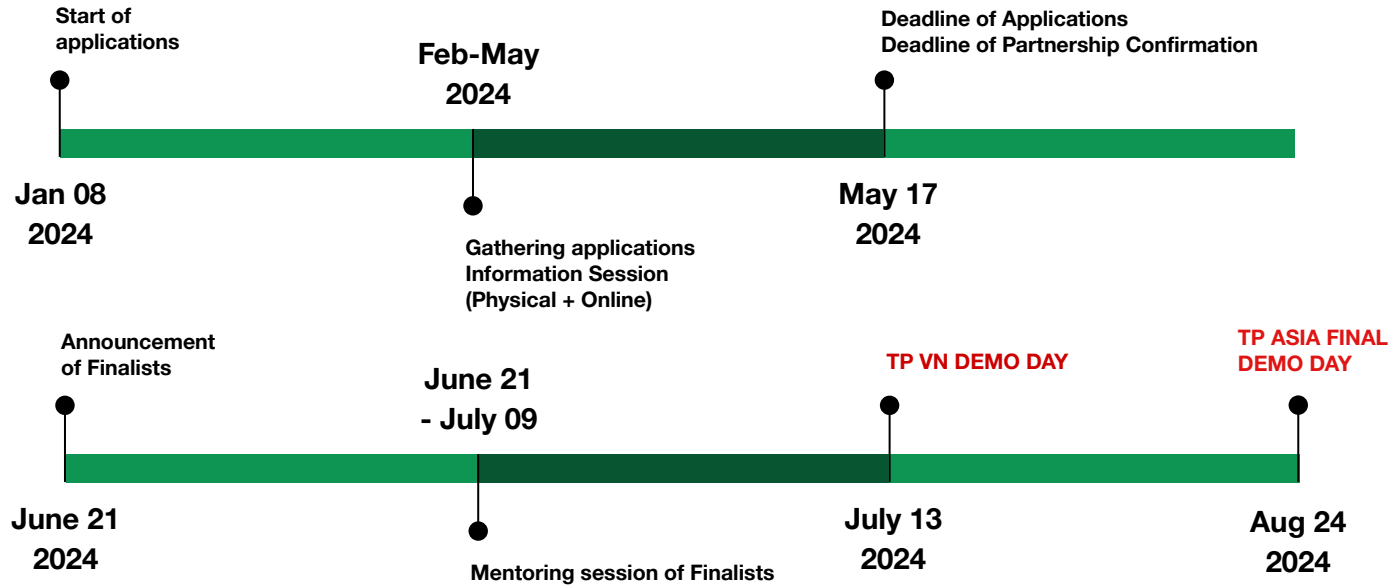 Start of
applications
Feb-May
2024
Deadline of Applications
Deadline of Partnership Confirmation
Jan 08
2024
Gathering applications
Information Session
(Physical + Online)
May 17
2024
Announcement
of Finalists
June 21
- July 09
TP VN DEMO DAY
TP ASIA FINAL
DEMO DAY
June 21
2024
Mentoring session of Finalists
July 13
2024
Aug 24
2024